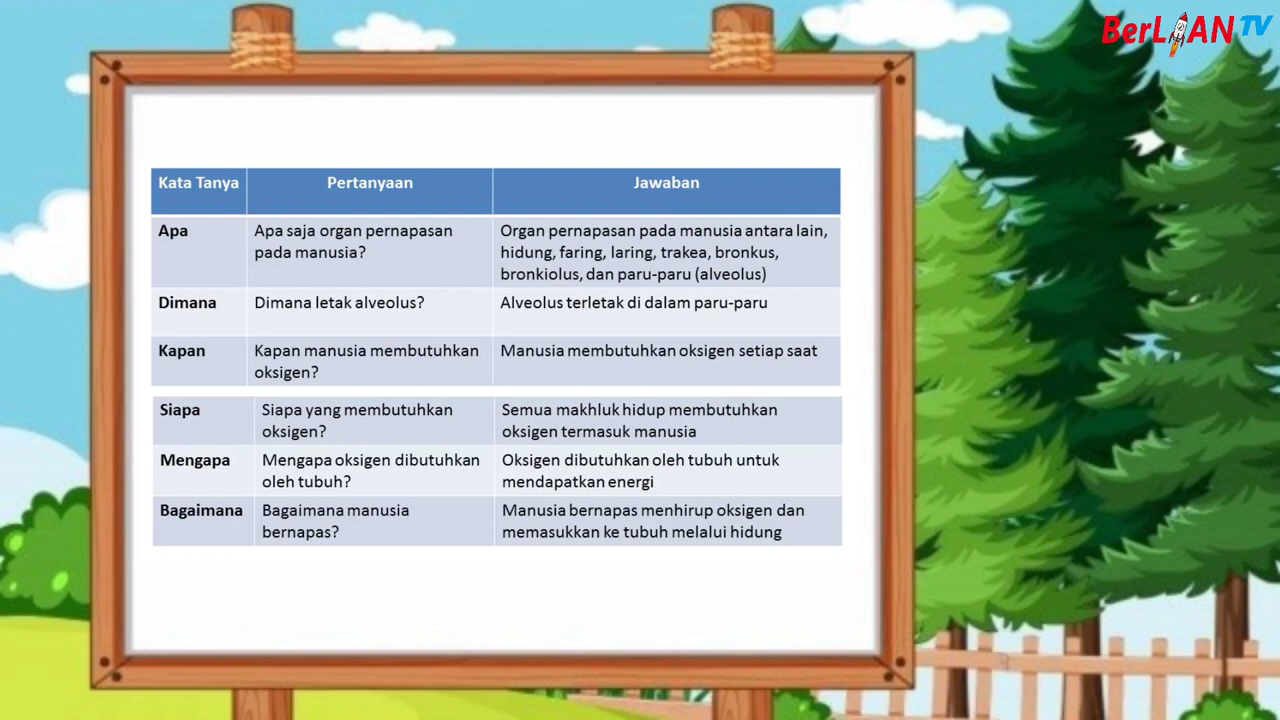 BerLIAN TV
Kata Tanya Pertanyaan Jawaban
Apa
Apa saja organ pernapasan
pada manusia?
Organ pernapasan pada manusia antara lain,
hidung, faring, laring, trakea, bronkus,
bronkiolus, dan paru-paru (alveolus)
Dimana
Dimana letak alveolus?
Alveolus terletak di dalam paru-paru
Kapan
Kapan manusia membutuhkan
oksigen?
Manusia membutuhkan oksigen setiap saat
Siapa
Siapa yang membutuhkan
oksigen?
Semua makhluk hidup membutuhkan
oksigen termasuk manusia
Mengapa
Mengapa oksigen dibutuhkan
oleh tubuh?
Oksigen dibutuhkan oleh tubuh untuk
mendapatkan energi
Bagaimana
Bagaimana manusia
bernapas?
Manusia bernapas menhirup oksigen dan
memasukkan ke tubuh melalui hidung